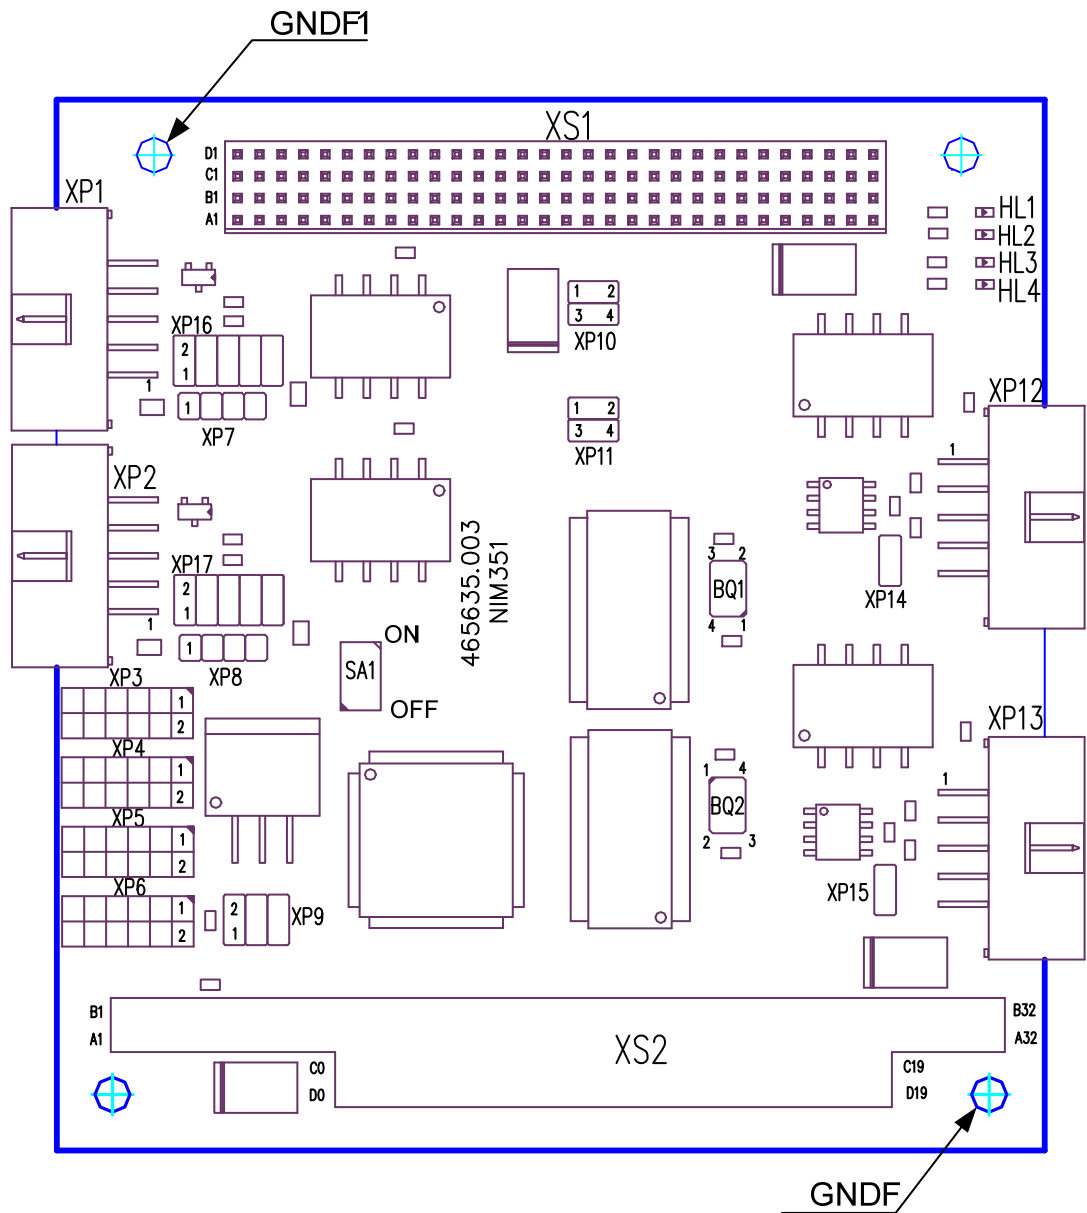 GNDF1
XS1
D1
C1
B1
A1
XP1
HL1
HL2
HL3
HL4
XP16
2
1
1
1
XP7
1 2
3 4
XP10
1 2
3 4
XP11
XP12
1
XP2
XP17
2
1
1
1
XP8
465635.003
NIM351
ON
SA1
OFF
3 2
BQ1
4 1
XP14
XP3
1
2
XP4
1
2
XP5
1
2
XP6
1
2
XP9
2
1
1 4
BQ2
2 3
XP13
1
XP15
B1
A1
XS2
B32
A32
C0
D0
C19
D19
GNDF